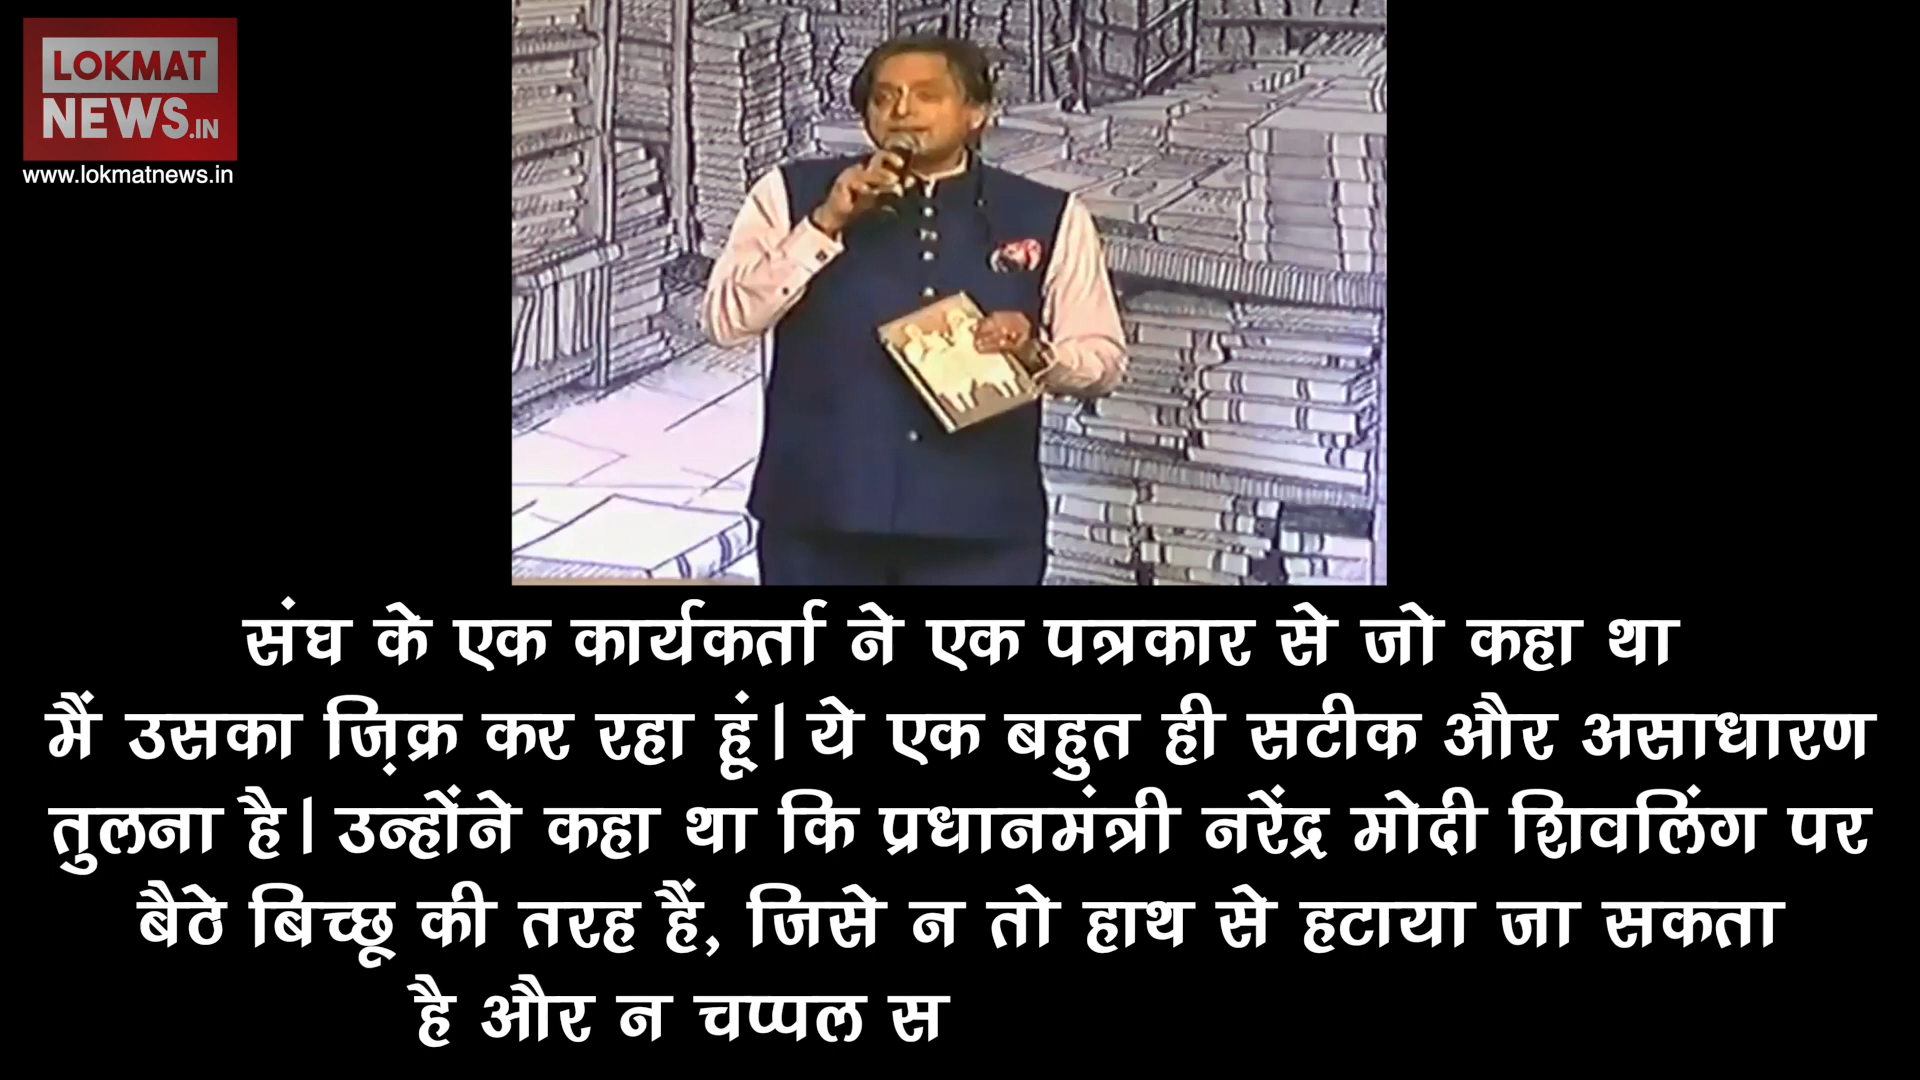 LOKMAT
NEWS.IN
www.lokmatnews.in
संघ के एक कार्यकर्ता ने एक पत्रकार से जो कहा था
मैं उसका ज़िक्र कर रहा हूं। ये एक बहुत ही सटीक और असाधारण
तुलना है। उन्होंने कहा था कि प्रधानमंत्री नरेंद्र मोदी शिवलिंग पर
बैठे बिच्छू की तरह हैं, जिसे न तो हाथ से हटाया जा सकता
है और न चप्पल स